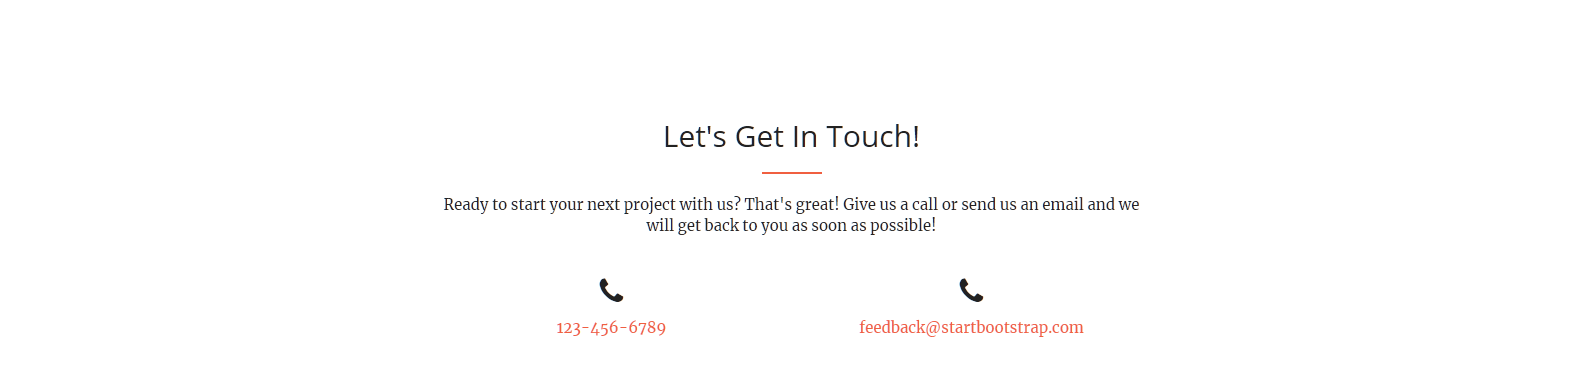 Let's Get In Touch!
Ready to start your next project with us? That's great! Give us a call or send us an email and we
will get back to you as soon as possible!
123-456-6789
feedback@startbootstrap.com